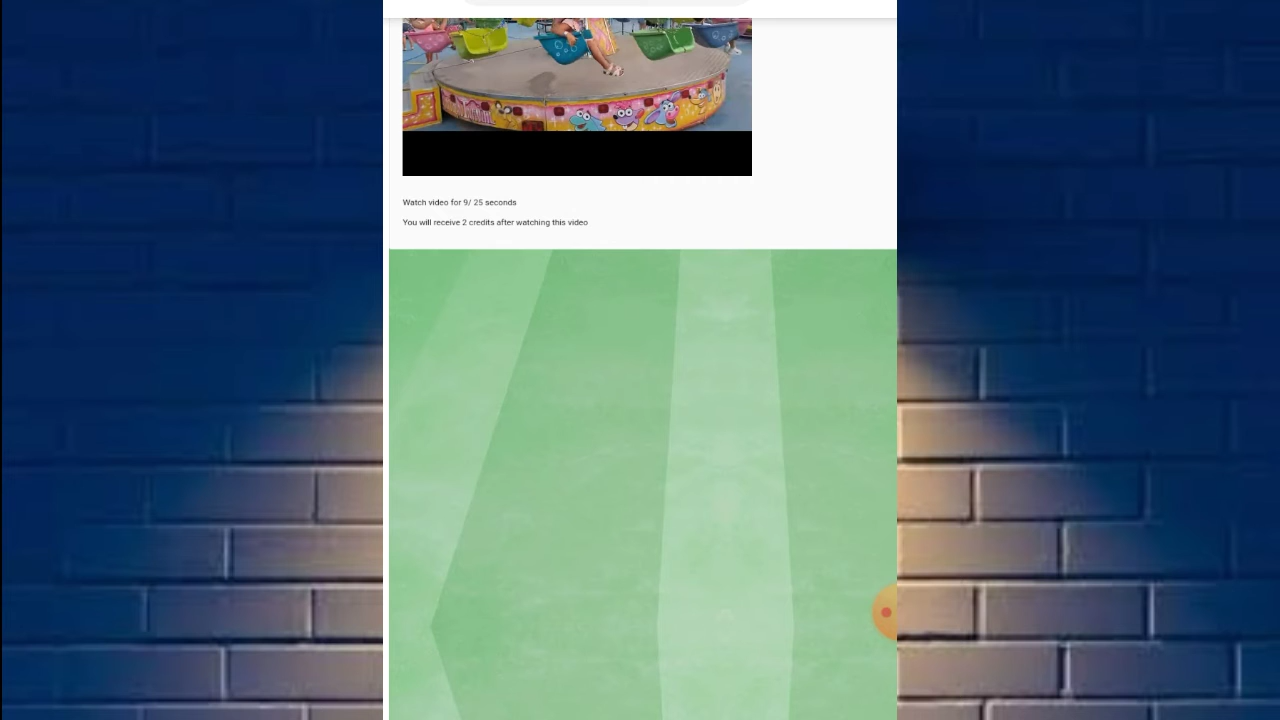 Watch video for 9/ 25 seconds
You will receive 2 credits after watching this video